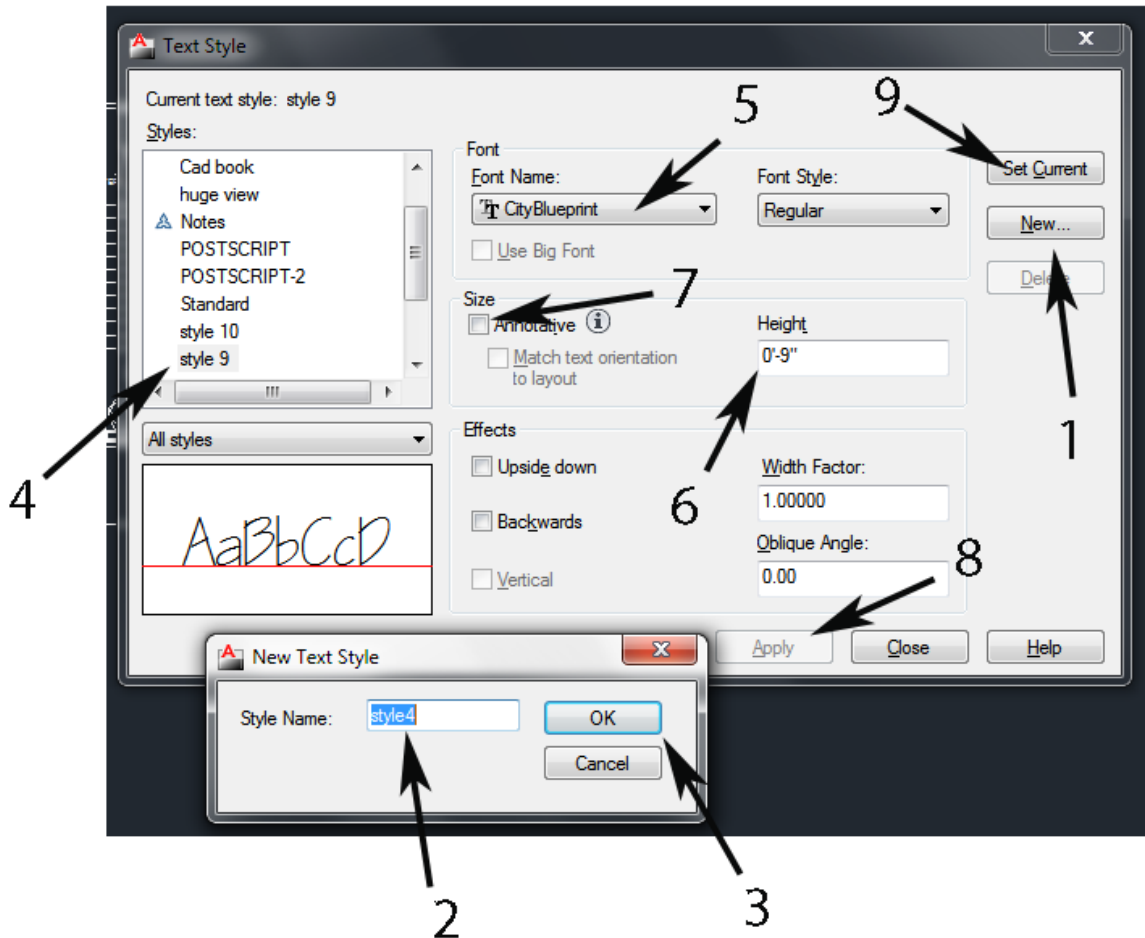 Text Style
x
Current text style: style 9
5
9
Styles:
Cad book
huge view
Notes
POSTSCRIPT
POSTSCRIPT-2
Standard
style 10
style 9
All styles
AaBbCcD
4
Font
Font Name:
CityBlueprint
Font Style:
Regular
Use Big Font
Size
7
Annotative
Match text orientation
to layout
Height
0'-9"
Effects
Upside down
Backwards
Vertical
6
Width Factor:
1.00000
Oblique Angle:
0.00
8
Set Current
New...
Delete
1
Apply
Close
Help
New Text Style
x
Style Name:
style4
OK
Cancel
2
3